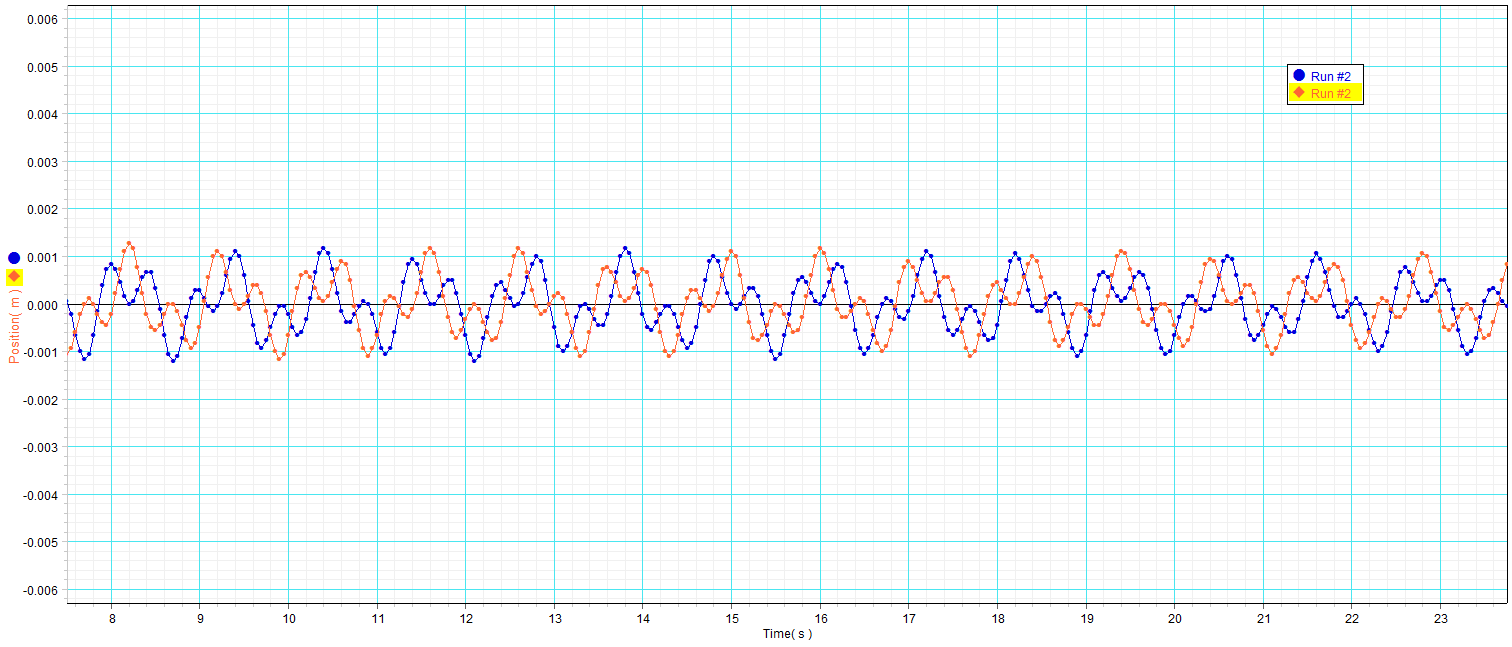 0.006
0.005
0.004
0.003
0.002
0.001
0.000
-0.001
-0.002
-0.003
-0.004
-0.005
-0.006
Position( m )
Run #2
Run #2
8 9 10 11 12 13 14 15 16 17 18 19 20 21 22 23
Time( s )